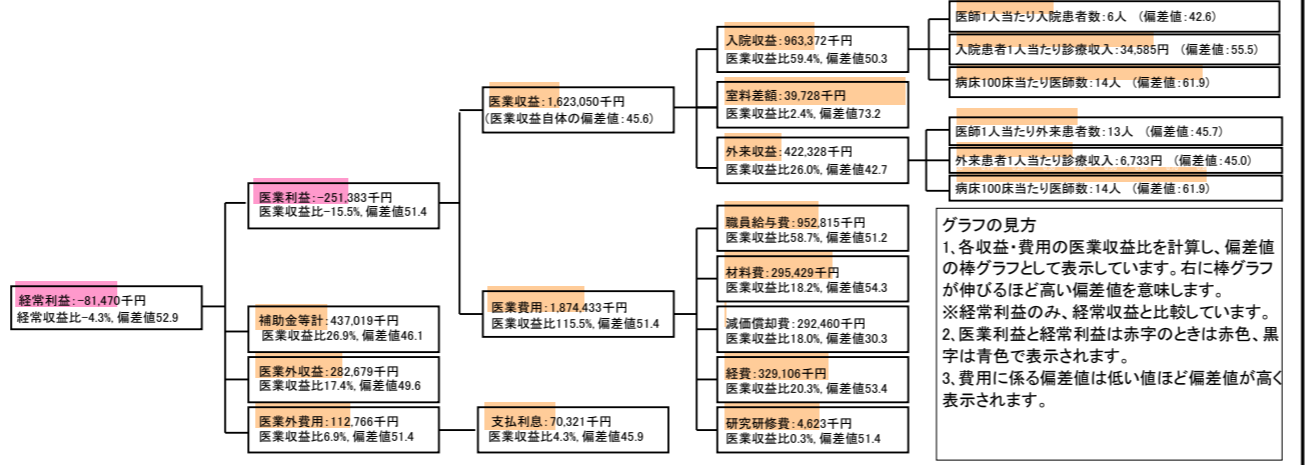 経常利益:-81,470千円
経常収益比-4.3%, 偏差値52.9
医業利益:-251,383千円
医業収益比-15.5%, 偏差値51.4
補助金等計:437,019千円
医業収益比26.9%, 偏差値46.1
医業外収益:282,679千円
医業収益比17.4%, 偏差値49.6
医業外費用:112,766千円
医業収益比6.9%, 偏差値51.4
医業収益:1,623,050千円
(医業収益自体の偏差値:45.6)
医業費用:1,874,433千円
医業収益比115.5%, 偏差値51.4
支払利息:70,321千円
医業収益比4.3%, 偏差値45.9
入院収益:963,372千円
医業収益比59.4%, 偏差値50.3
室料差額:39,728千円
医業収益比2.4%, 偏差値73.2
外来収益:422,328千円
医業収益比26.0%, 偏差値42.7
職員給与費:952,815千円
医業収益比58.7%, 偏差値51.2
材料費:295,429千円
医業収益比18.2%, 偏差値54.3
減価償却費:292,460千円
医業収益比18.0%, 偏差値30.3
経費:329,106千円
医業収益比20.3%, 偏差値53.4
研究研修費:4,623千円
医業収益比0.3%, 偏差値51.4
医師1人当たり入院患者数:6人 (偏差値:42.6)
入院患者1人当たり診療収入:34,585円 (偏差値:55.5)
病床100床当たり医師数:14人 (偏差値:61.9)
医師1人当たり外来患者数:13人 (偏差値:45.7)
外来患者1人当たり診療収入:6,733円 (偏差値:45.0)
病床100床当たり医師数:14人 (偏差値:61.9)
グラフの見方
1、各収益・費用の医業収益比を計算し、偏差値
の棒グラフとして表示しています。右に棒グラフ
が伸びるほど高い偏差値を意味します。
※経常利益のみ、経常収益と比較しています。
2、医業利益と経常利益は赤字のときは赤色、黒
字は青色で表示されます。
3、費用に係る偏差値は低い値ほど偏差値が高く
表示されます。